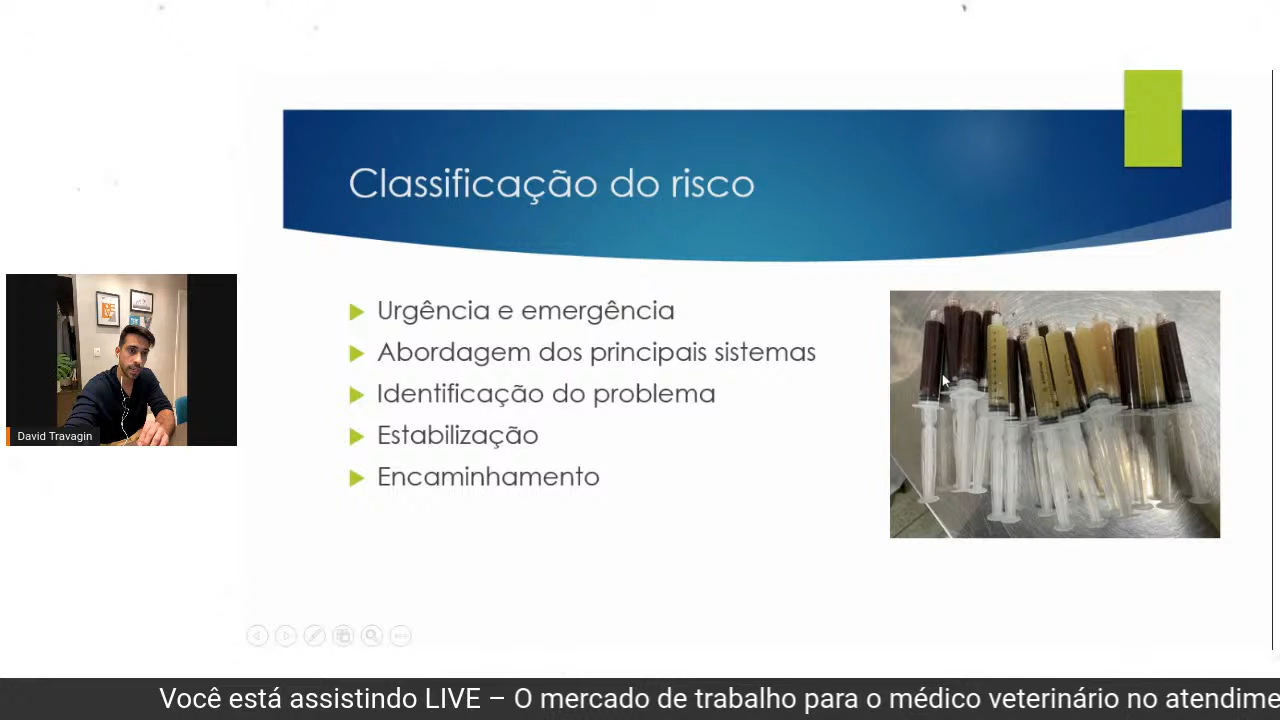 Classificação do risco
Urgência e emergência
Abordagem dos principais sistemas
Identificação do problema
Estabilização
Encaminhamento
David Travagin
Você está assistindo LIVE – O mercado de trabalho para o médico veterinário no atendime